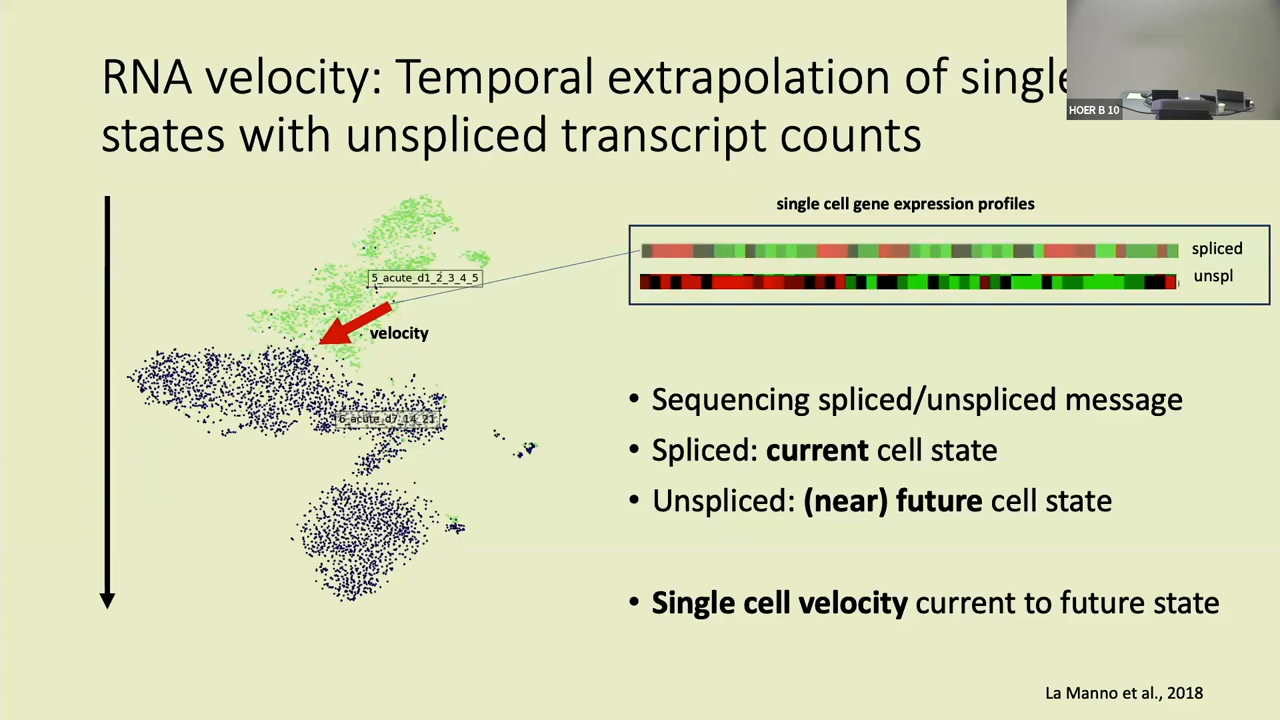 RNA velocity: Temporal extrapolation of single
states with unspliced transcript counts
HOER B 10
single cell gene expression profiles
spliced
unspl
5_acute_d1_2_3_4_5
velocity
6_acute_d7_14_21
• Sequencing spliced/unspliced message
• Spliced: current cell state
• Unspliced: (near) future cell state
• Single cell velocity current to future state
La Manno et al., 2018